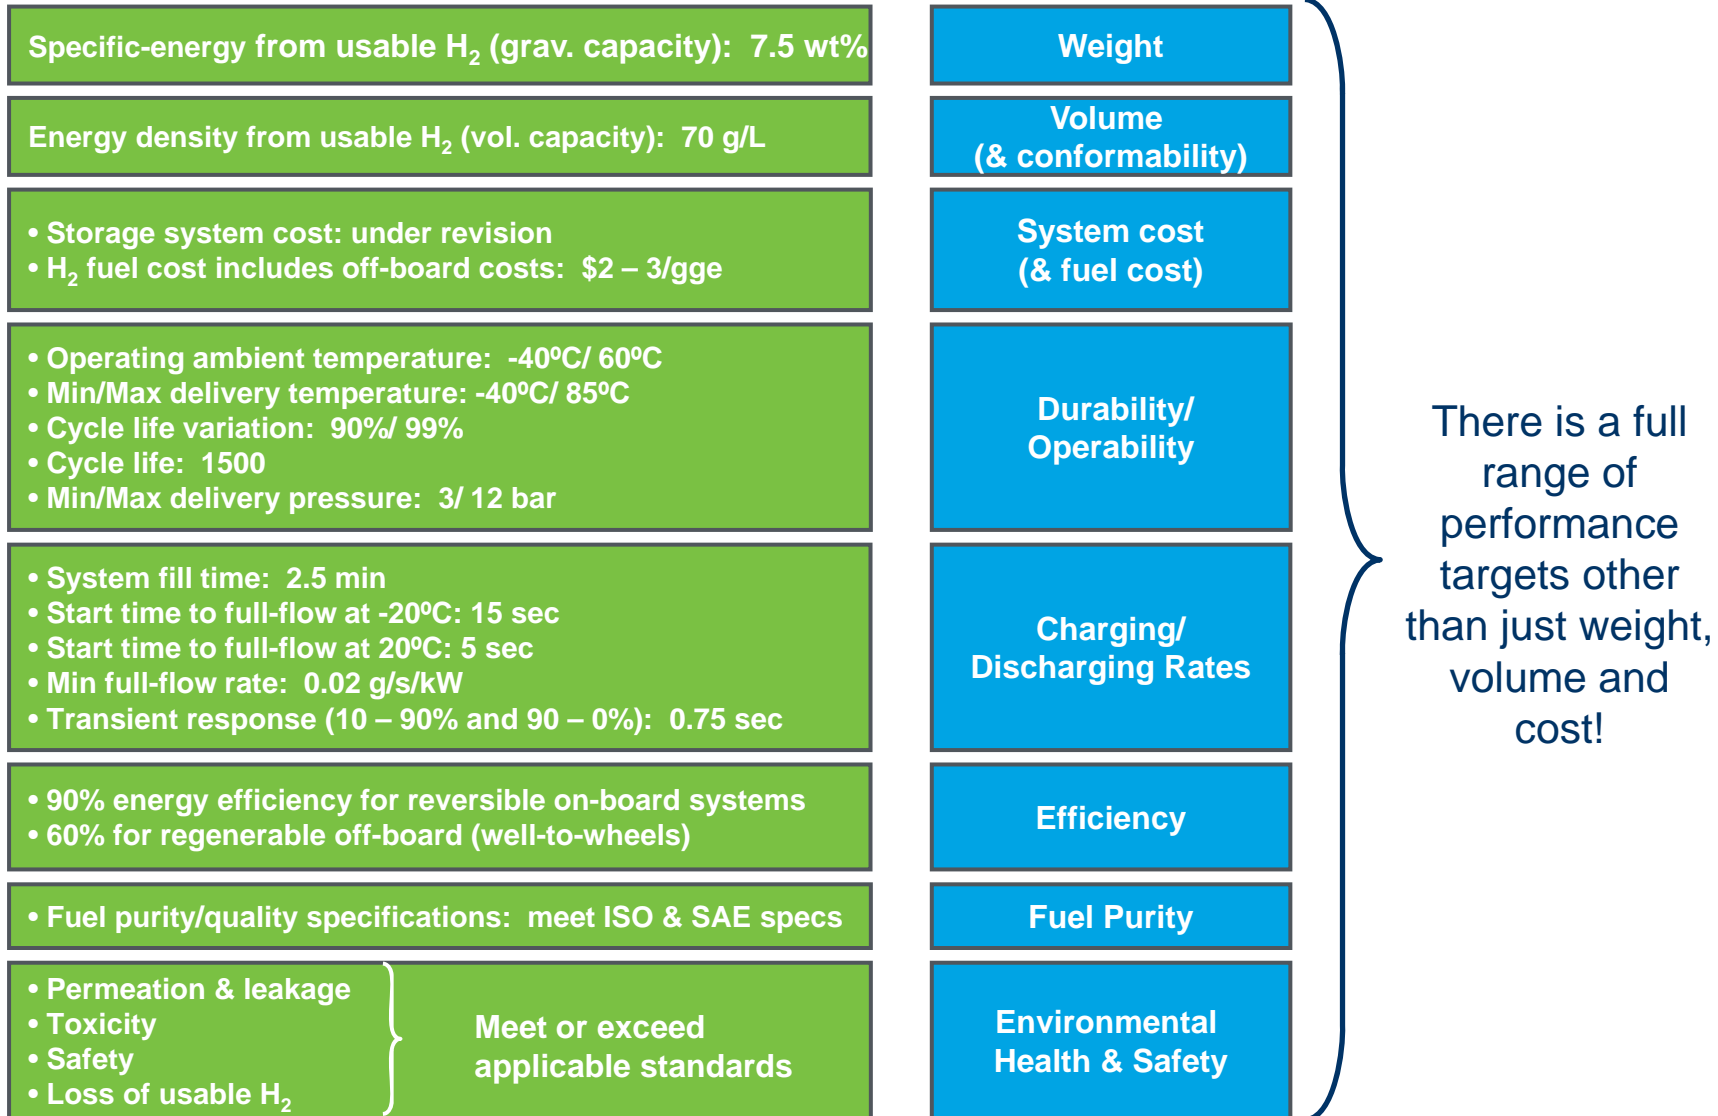 Specific-energy from usable H₂ (grav. capacity): 7.5 wt%
Weight
Energy density from usable H₂ (vol. capacity): 70 g/L
Volume
(& conformability)
• Storage system cost: under revision
• H₂ fuel cost includes off-board costs: $2 – 3/gge
System cost
(& fuel cost)
• Operating ambient temperature: -40ºC/ 60ºC
• Min/Max delivery temperature: -40ºC/ 85ºC
• Cycle life variation: 90%/ 99%
• Cycle life: 1500
• Min/Max delivery pressure: 3/ 12 bar
Durability/
Operability
• System fill time: 2.5 min
• Start time to full-flow at -20ºC: 15 sec
• Start time to full-flow at 20ºC: 5 sec
• Min full-flow rate: 0.02 g/s/kW
• Transient response (10 – 90% and 90 – 0%): 0.75 sec
Charging/
Discharging Rates
• 90% energy efficiency for reversible on-board systems
• 60% for regenerable off-board (well-to-wheels)
Efficiency
• Fuel purity/quality specifications: meet ISO & SAE specs
Fuel Purity
• Permeation & leakage
• Toxicity
• Safety
• Loss of usable H₂
Meet or exceed
applicable standards
Environmental
Health & Safety
There is a full
range of
performance
targets other
than just weight,
volume and
cost!